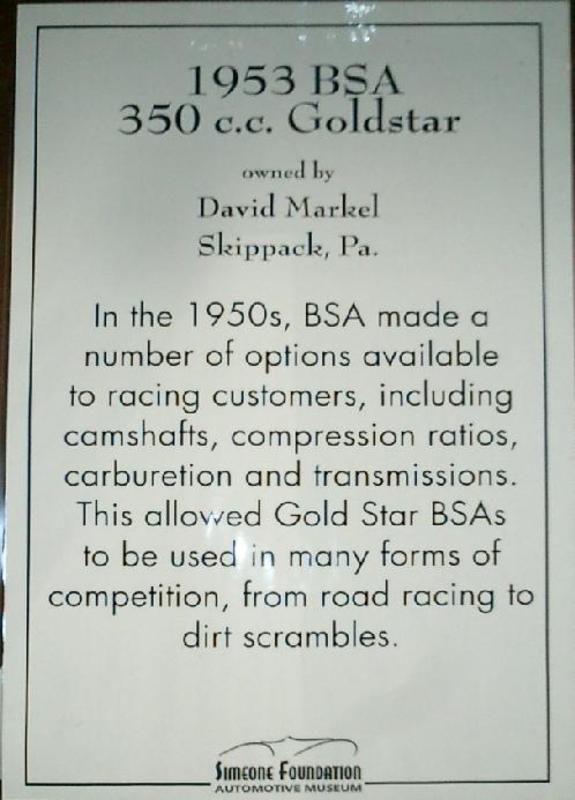 1953 BSA
350 c.c. Goldstar
owned by
David Markel
Skippack, Pa.
In the 1950s, BSA made a
number of options available
to racing customers, including
camshafts, compression ratios,
carburetion and transmissions.
This allowed Gold Star BSAs
to be used in many forms of
competition, from road racing to
dirt scrambles.
SIMEONE FOUNDATION
AUTOMOTIVE MUSEUM